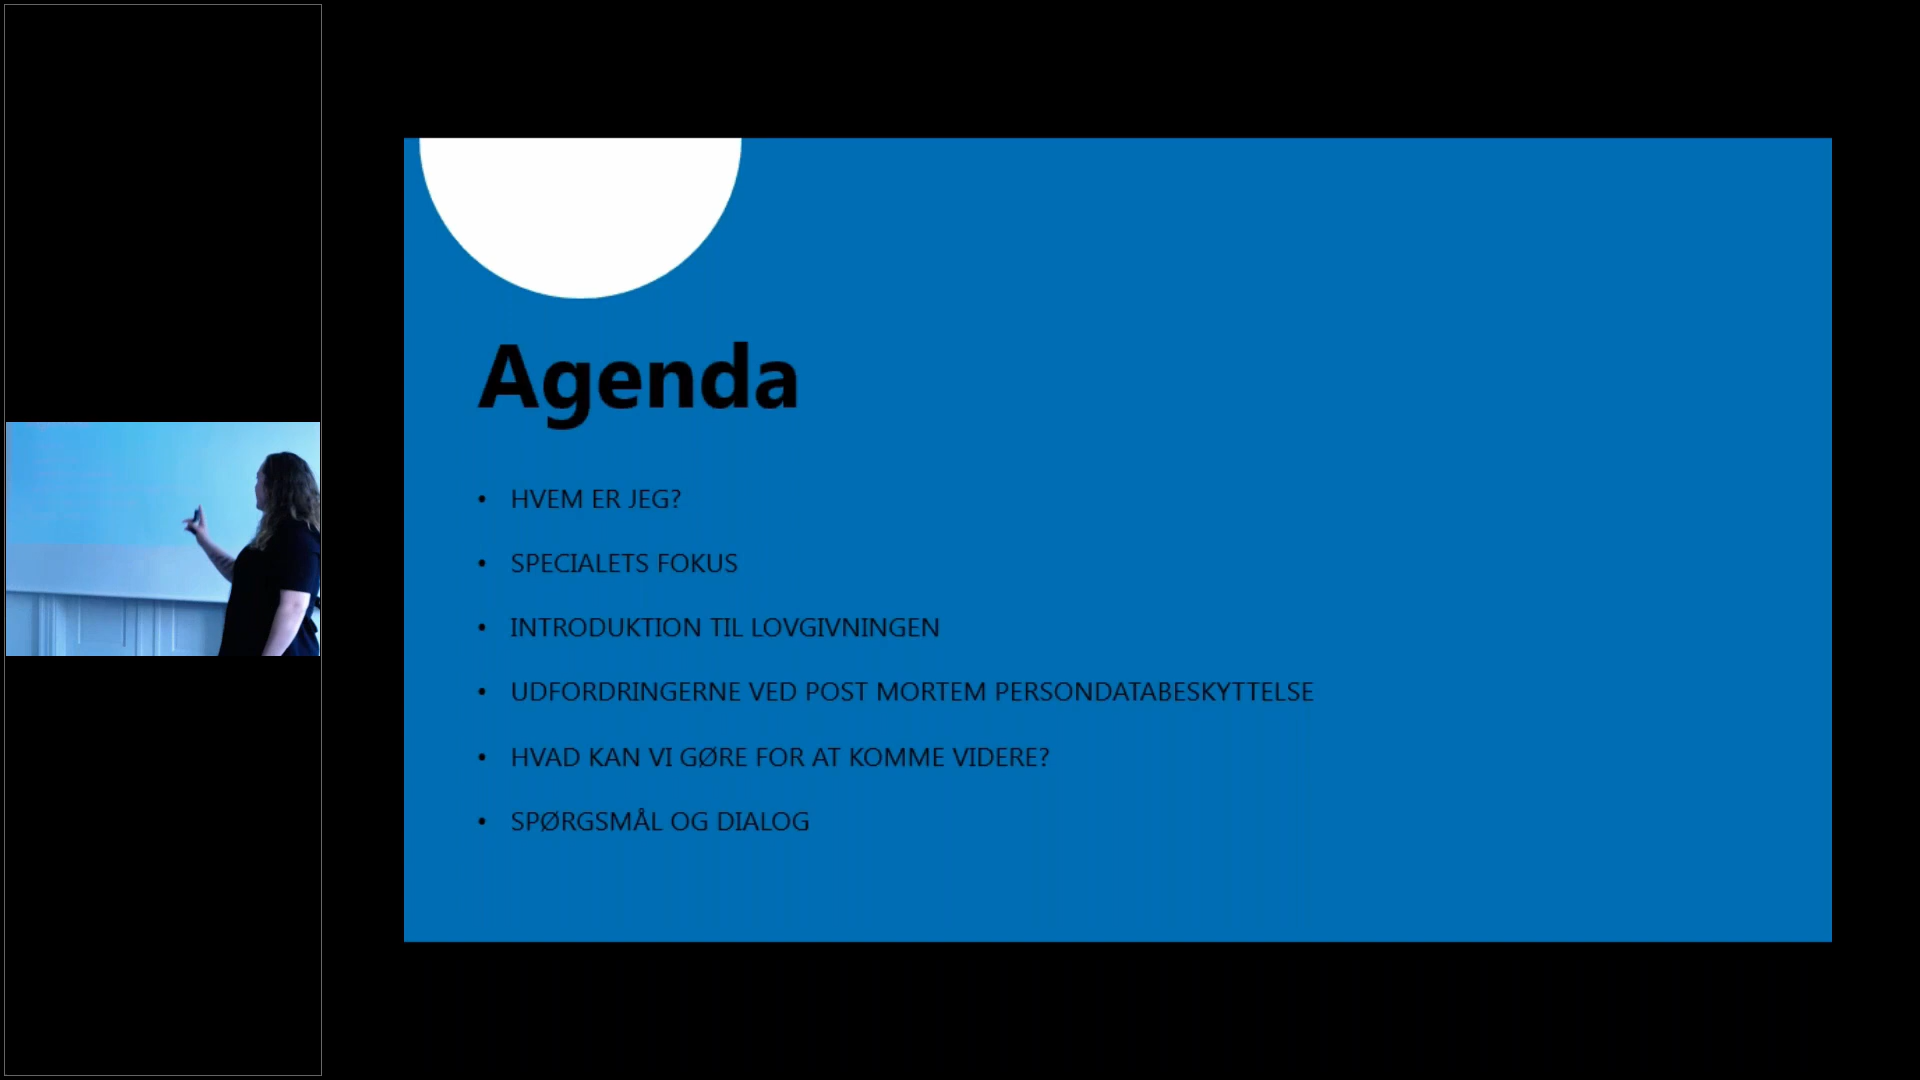 Agenda
• HVEM ER JEG?
• SPECIALETS FOKUS
• INTRODUKTION TIL LOVGIVNINGEN
• UDFORDRINGERNE VED POST MORTEM PERSONDATABESKYTTELSE
• HVAD KAN VI GØRE FOR AT KOMME VIDERE?
• SPØRGSMÅL OG DIALOG